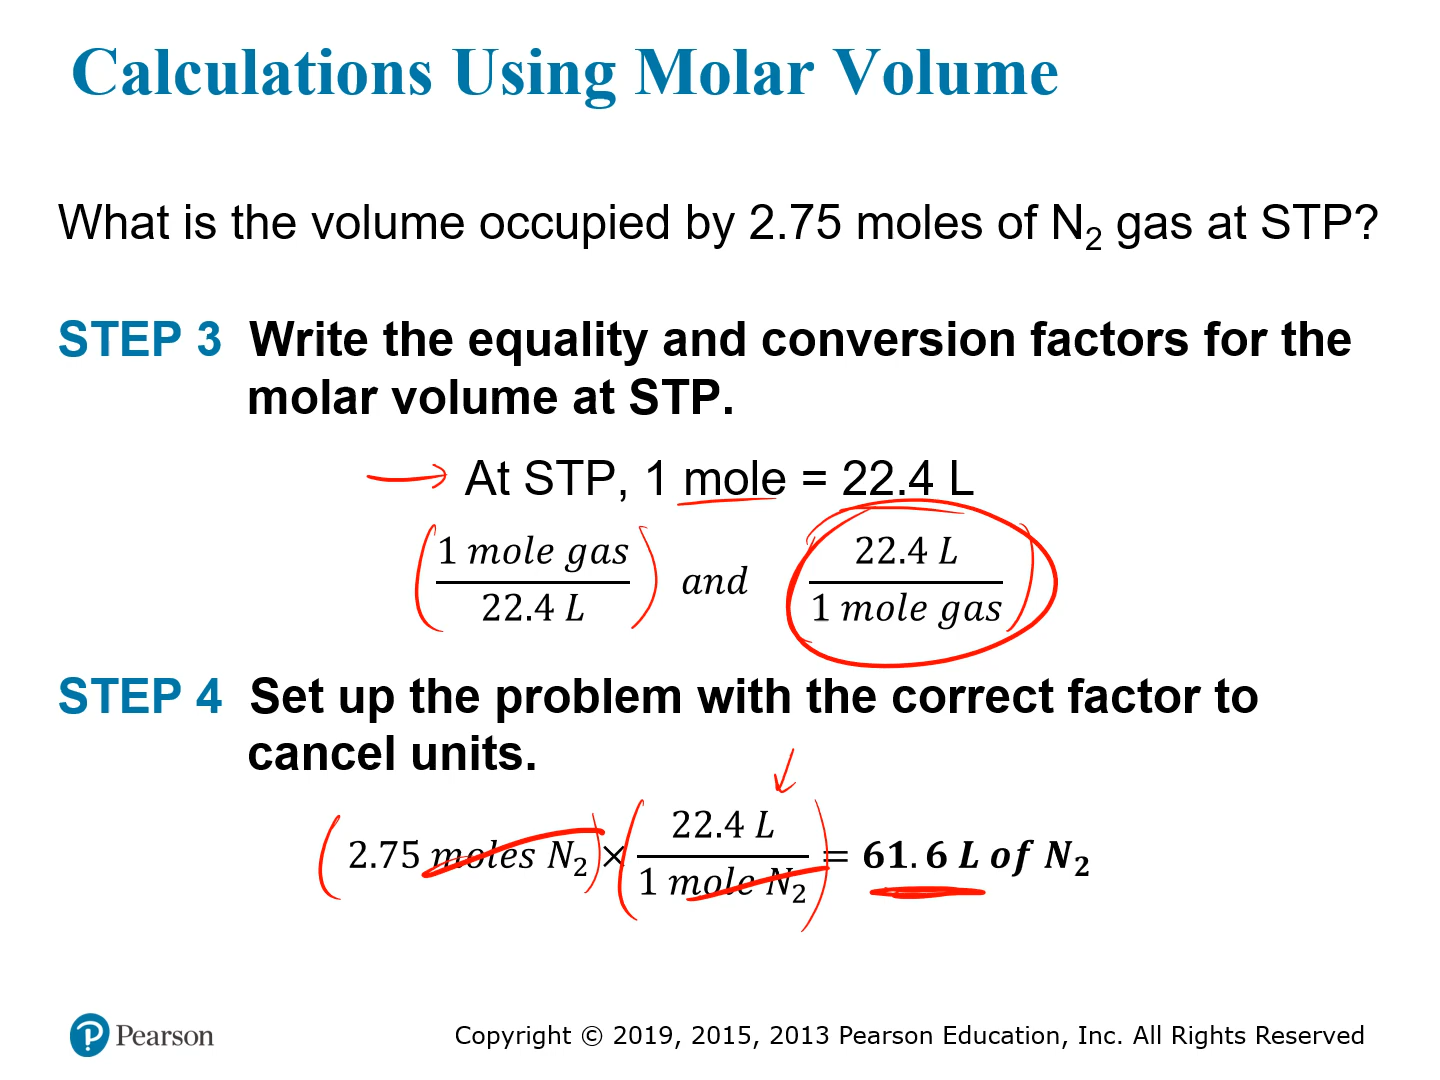 Calculations Using Molar Volume
What is the volume occupied by 2.75 moles of N₂ gas at STP?
STEP 3 Write the equality and conversion factors for the
molar volume at STP.
At STP, 1 mole = 22.4 L
1 mole gas / 22.4 L and 22.4 L / 1 mole gas
STEP 4 Set up the problem with the correct factor to
cancel units.
2.75 moles N₂ × 22.4 L / 1 mole N₂ = 61.6 L of N₂
Pearson
Copyright © 2019, 2015, 2013 Pearson Education, Inc. All Rights Reserved